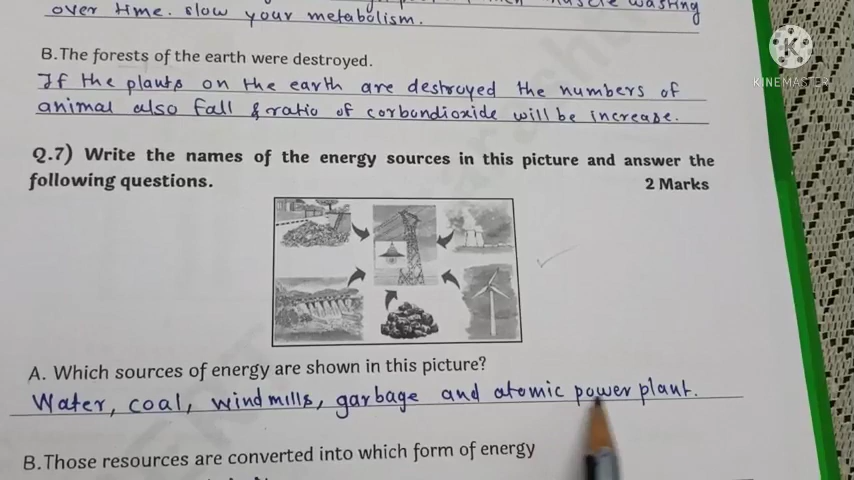 muscle wasting
over time. slow your metabolism.
B.The forests of the earth were destroyed.
If the plants on the earth are destroyed the numbers of
animal also fall & ratio of corbondioxide will be increase.
Q.7) Write the names of the energy sources in this picture and answer the
following questions. 2 Marks
A. Which sources of energy are shown in this picture?
Water, coal, windmills, garbage and atomic power plant.
B.Those resources are converted into which form of energy
K
KINEMASTER